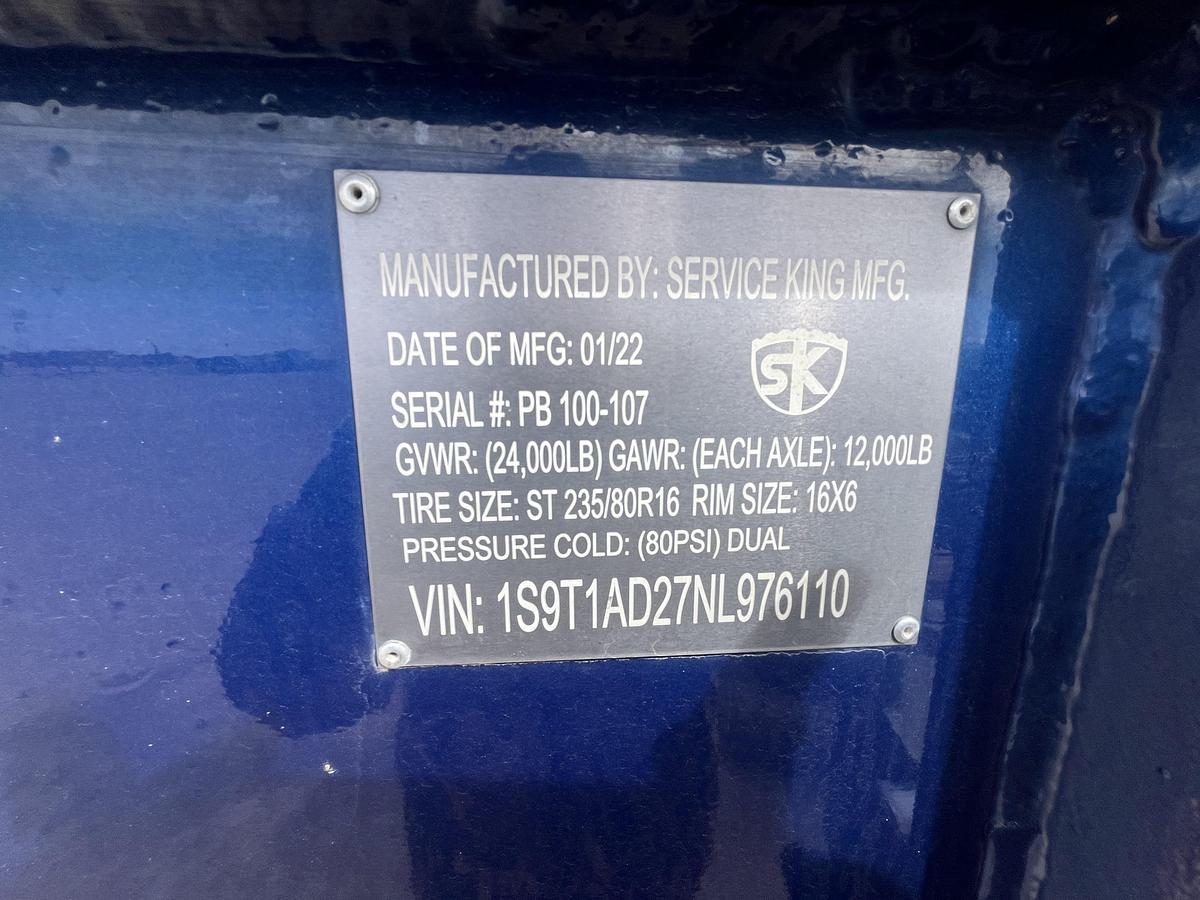 MANUFACTURED BY: SERVICE KING MFG.
DATE OF MFG: 01/22
SK
SERIAL #: PB 100-107
GVWR: (24,000LB) GAWR: (EACH AXLE): 12,000LB
TIRE SIZE: ST 235/80R16 RIM SIZE: 16X6
PRESSURE COLD: (80PSI) DUAL
VIN: 1S9T1AD27NL976110